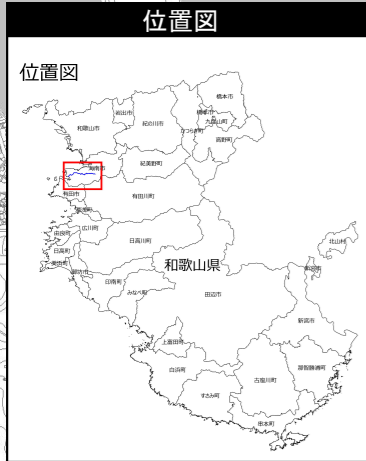 位置図
位置図
橋本市
岩出市
紀の川市
かつらぎ町
九度山町
和歌山市
高野町
紀美野町
海南市
有田市
有田川町
湯浅町
広川町
由良町
日高川町
日高町
美浜町
御坊市
印南町
みなべ町
和歌山県
田辺市
北山村
新宮市
上富田町
白浜町
那智勝浦町
古座川町
すさみ町
串本町